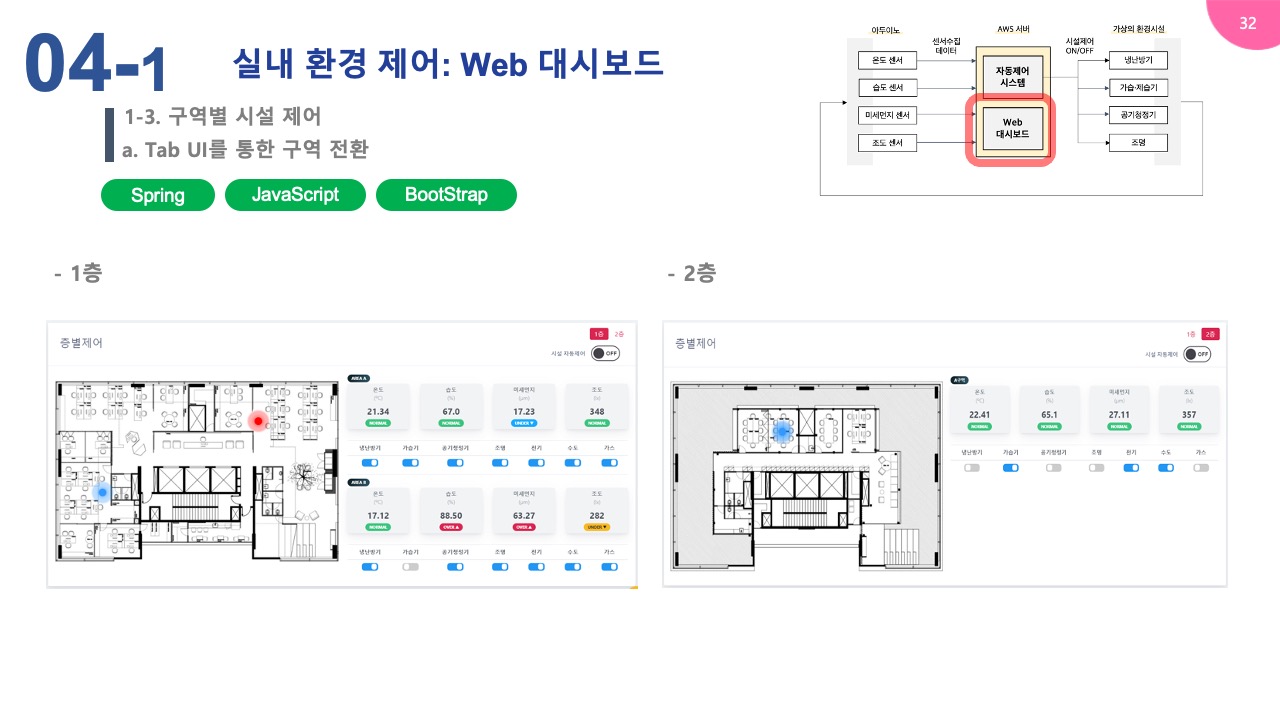 32
04-1 실내 환경 제어: Web 대시보드
1-3. 구역별 시설 제어
a. Tab UI를 통한 구역 전환
Spring JavaScript BootStrap
아두이노
온도 센서
습도 센서
미세먼지 센서
조도 센서
센서수집
데이터
AWS 서버
자동제어
시스템
Web
대시보드
시설제어
ON/OFF
가상의 환경시설
냉난방기
가습·제습기
공기청정기
조명
- 1층
층별제어
1층 2층
시설 자동제어 OFF
AREA A
온도 습도 미세먼지 조도
(℃) (%) (μm) (lx)
21.34 67.0 17.23 348
NORMAL NORMAL UNDER ▼ NORMAL
냉난방기 가습기 공기청정기 조명 전기 수도 가스
AREA B
온도 습도 미세먼지 조도
(℃) (%) (μm) (lx)
17.12 88.50 63.27 282
NORMAL OVER ▲ OVER ▲ UNDER ▼
냉난방기 가습기 공기청정기 조명 전기 수도 가스
- 2층
층별제어
1층 2층
시설 자동제어 OFF
A구역
온도 습도 미세먼지 조도
(℃) (%) (μm) (lx)
22.41 65.1 27.11 357
NORMAL NORMAL NORMAL NORMAL
냉난방기 가습기 공기청정기 조명 전기 수도 가스